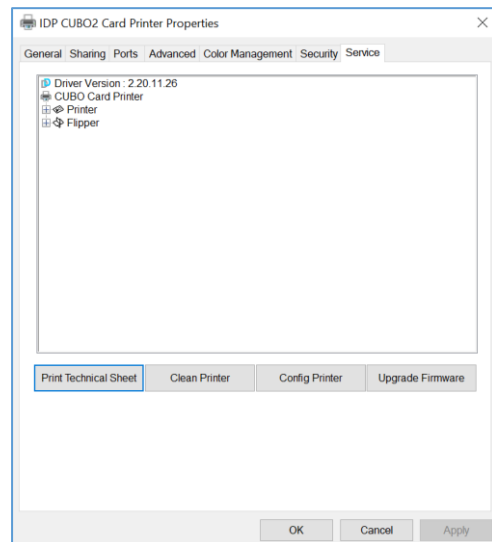 IDP CUBO2 Card Printer Properties
General Sharing Ports Advanced Color Management Security Service
Driver Version : 2.20.11.26
CUBO Card Printer
Printer
Flipper
Print Technical Sheet Clean Printer Config Printer Upgrade Firmware
OK Cancel Apply